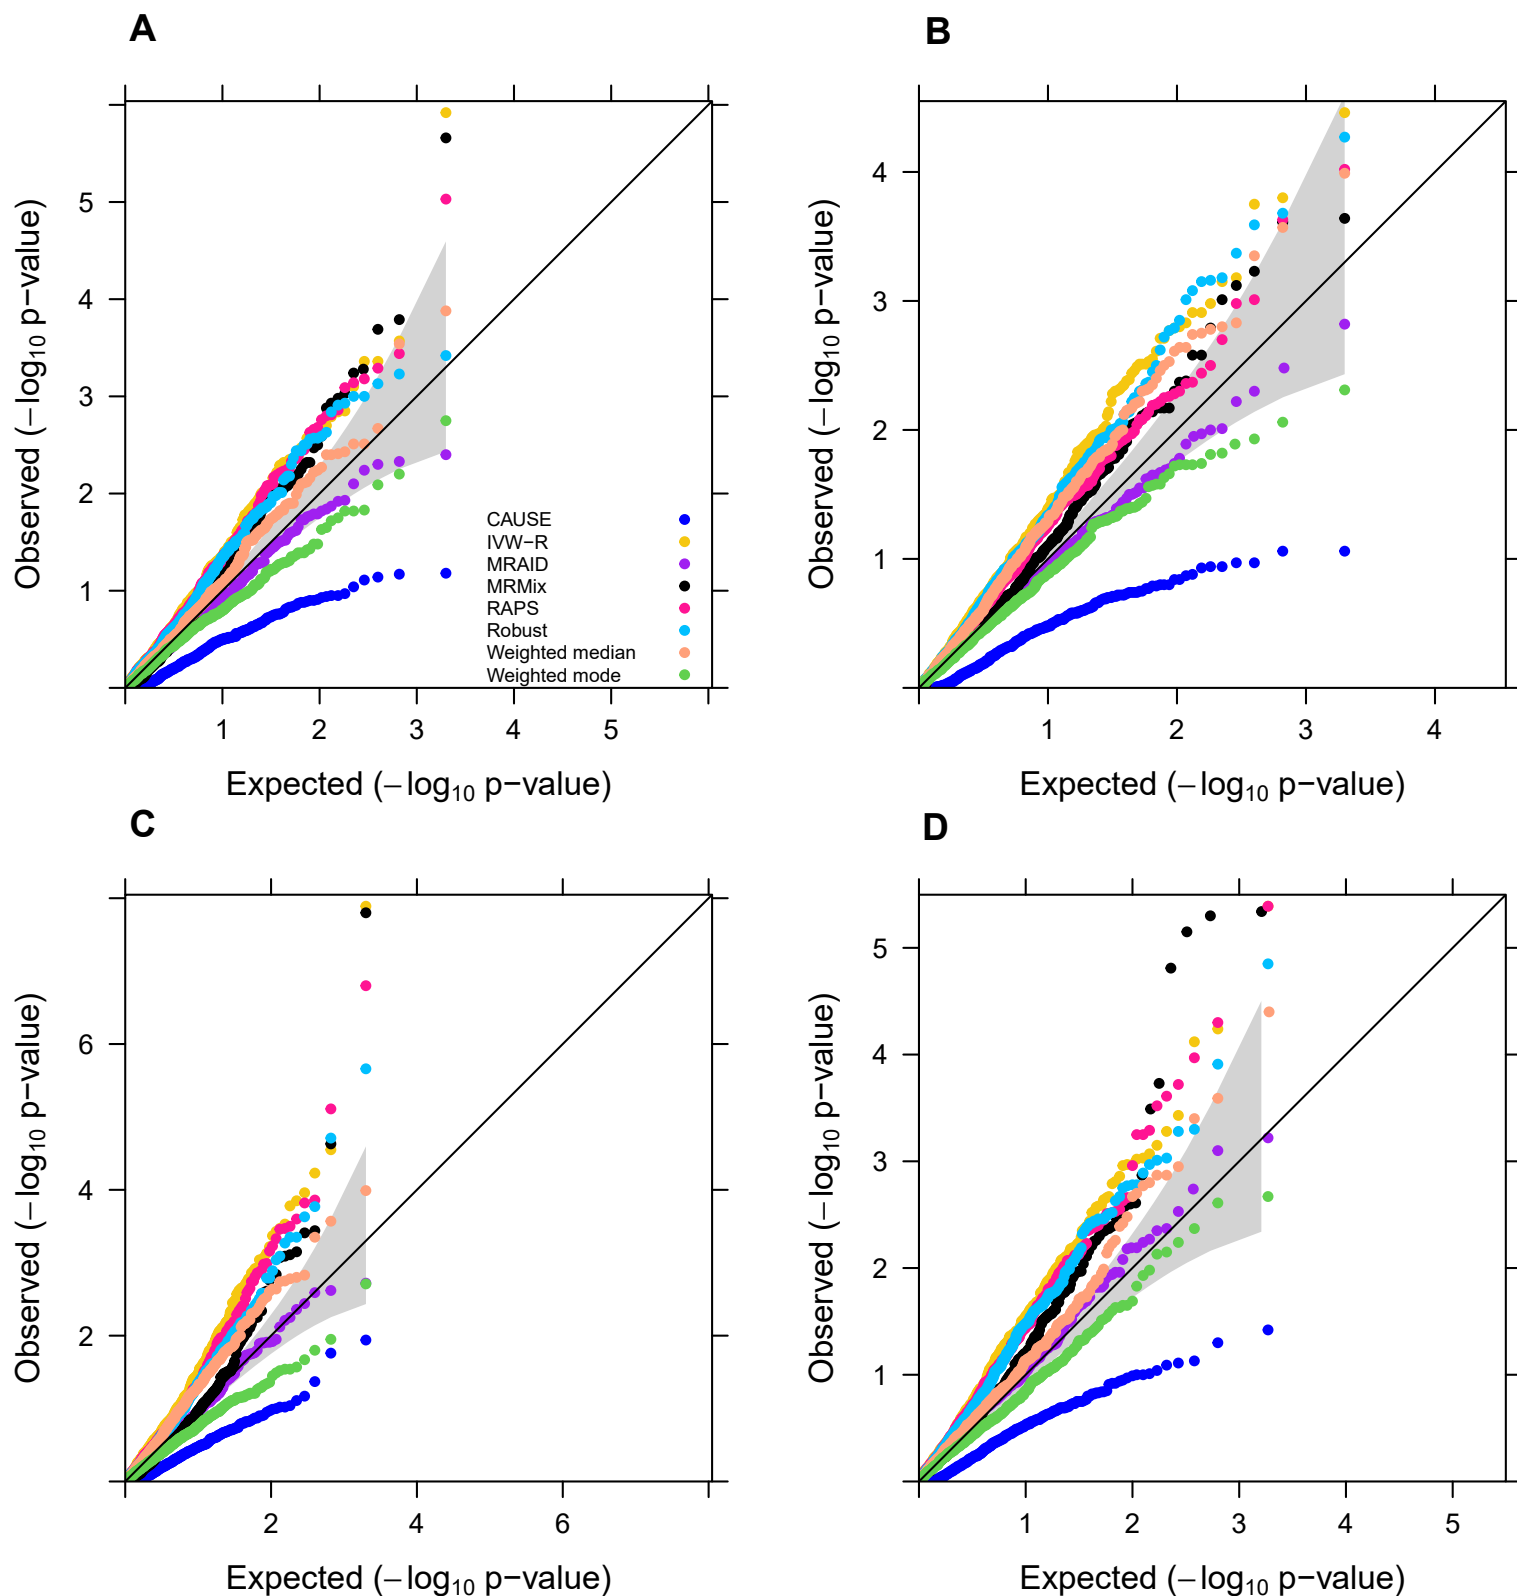 A
B
5
4
3
2
1
Observed (−log10 p−value)
CAUSE
IVW−R
MRAID
MRMix
RAPS
Robust
Weighted median
Weighted mode
1 2 3 4 5
Expected (−log10 p−value)
4
3
2
1
Observed (−log10 p−value)
1 2 3 4
Expected (−log10 p−value)
C
D
6
4
2
Observed (−log10 p−value)
2 4 6
Expected (−log10 p−value)
5
4
3
2
1
Observed (−log10 p−value)
1 2 3 4 5
Expected (−log10 p−value)